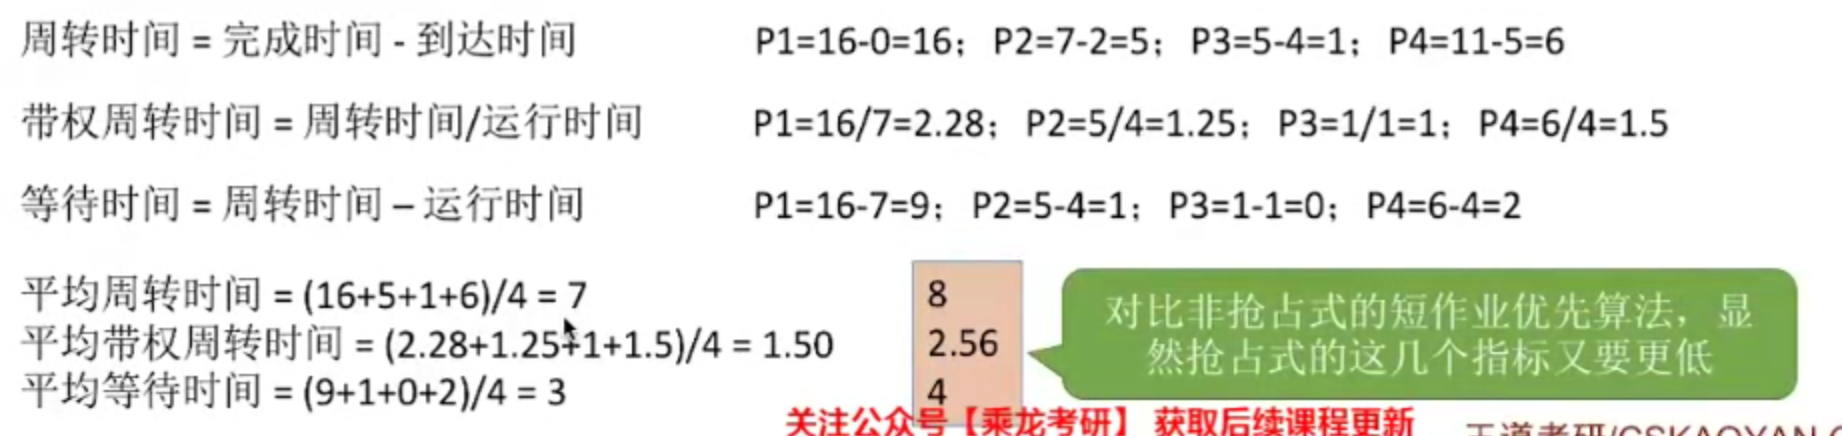 周转时间 = 完成时间 - 到达时间 P1=16-0=16；P2=7-2=5；P3=5-4=1；P4=11-5=6
带权周转时间 = 周转时间/运行时间 P1=16/7=2.28；P2=5/4=1.25；P3=1/1=1；P4=6/4=1.5
等待时间 = 周转时间 – 运行时间 P1=16-7=9；P2=5-4=1；P3=1-1=0；P4=6-4=2
平均周转时间 = (16+5+1+6)/4 = 7
平均带权周转时间 = (2.28+1.25+1+1.5)/4 = 1.50
平均等待时间 = (9+1+0+2)/4 = 3
8
2.56
4
对比非抢占式的短作业优先算法，显
然抢占式的这几个指标又要更低
关注公众号【乘龙考研】 获取后续课程更新
王道考研/CSKAOYAN.